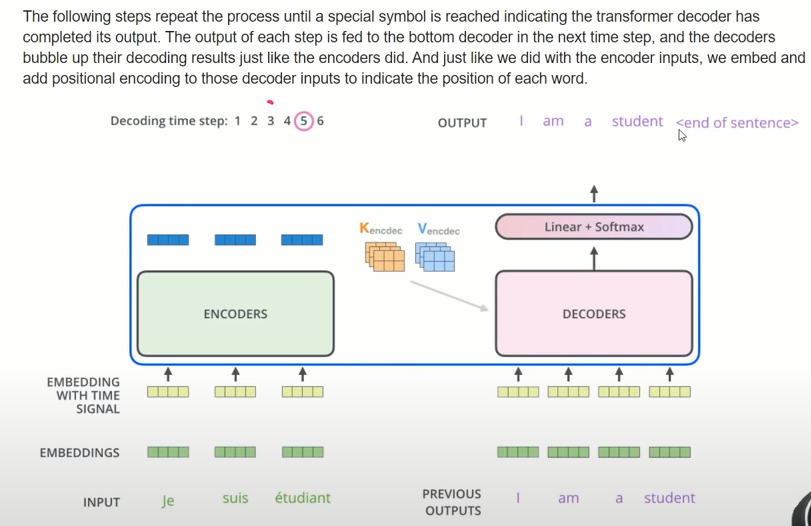 The following steps repeat the process until a special symbol is reached indicating the transformer decoder has
completed its output. The output of each step is fed to the bottom decoder in the next time step, and the decoders
bubble up their decoding results just like the encoders did. And just like we did with the encoder inputs, we embed and
add positional encoding to those decoder inputs to indicate the position of each word.
Decoding time step: 1 2 3 4 5 6
OUTPUT I am a student <end of sentence>
Kencdec Vencdec
Linear + Softmax
ENCODERS
DECODERS
EMBEDDING
WITH TIME
SIGNAL
EMBEDDINGS
INPUT Je suis étudiant
PREVIOUS
OUTPUTS
I am a student